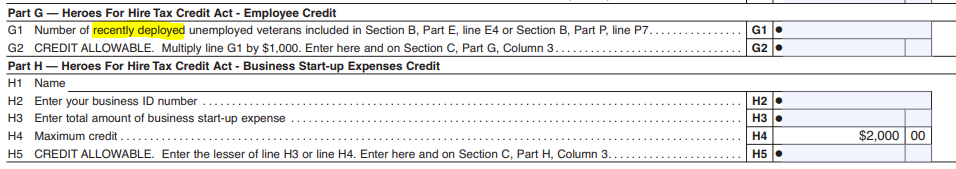 Part G — Heroes For Hire Tax Credit Act - Employee Credit
G1 Number of recently deployed unemployed veterans included in Section B, Part E, line E4 or Section B, Part P, line P7. G1
G2 CREDIT ALLOWABLE. Multiply line G1 by $1,000. Enter here and on Section C, Part G, Column 3. G2
Part H — Heroes For Hire Tax Credit Act - Business Start-up Expenses Credit
H1 Name
H2 Enter your business ID number H2
H3 Enter total amount of business start-up expense H3
H4 Maximum credit H4 $2,000 00
H5 CREDIT ALLOWABLE. Enter the lesser of line H3 or line H4. Enter here and on Section C, Part H, Column 3. H5